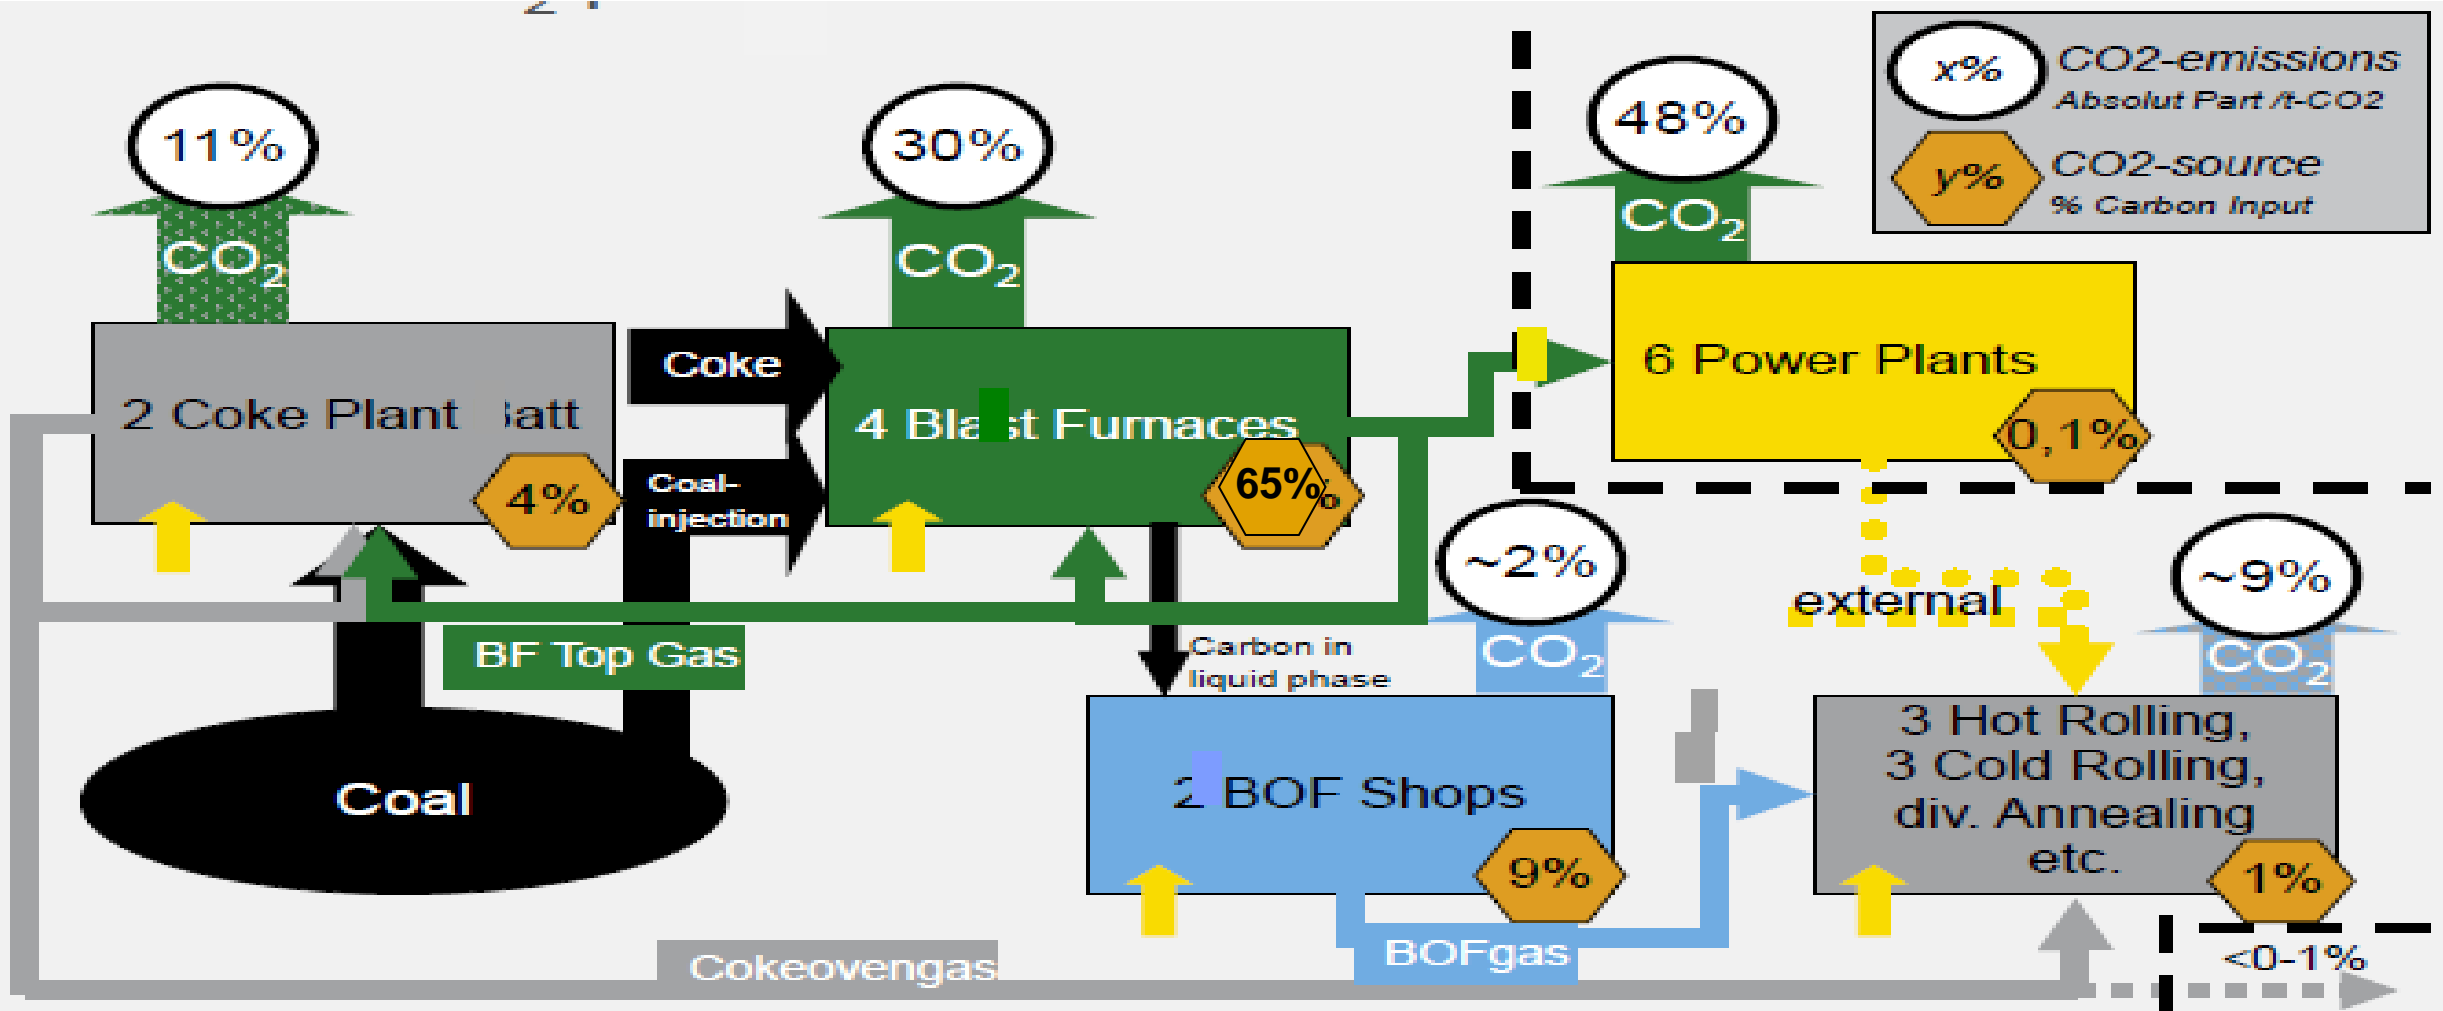 x%
CO2-emissions
Absolut Part /t-CO2
y%
CO2-source
% Carbon Input
11%
CO2
30%
CO2
48%
CO2
2 Coke Plant
4%
Coke
Coal-
injection
4 Blast Furnaces
65%
6 Power Plants
0,1%
BF Top Gas
Carbon in
liquid phase
~2%
CO2
external
~9%
CO2
Coal
2 BOF Shops
9%
3 Hot Rolling,
3 Cold Rolling,
div. Annealing
etc.
1%
Cokeovengas
BOFgas
<0-1%